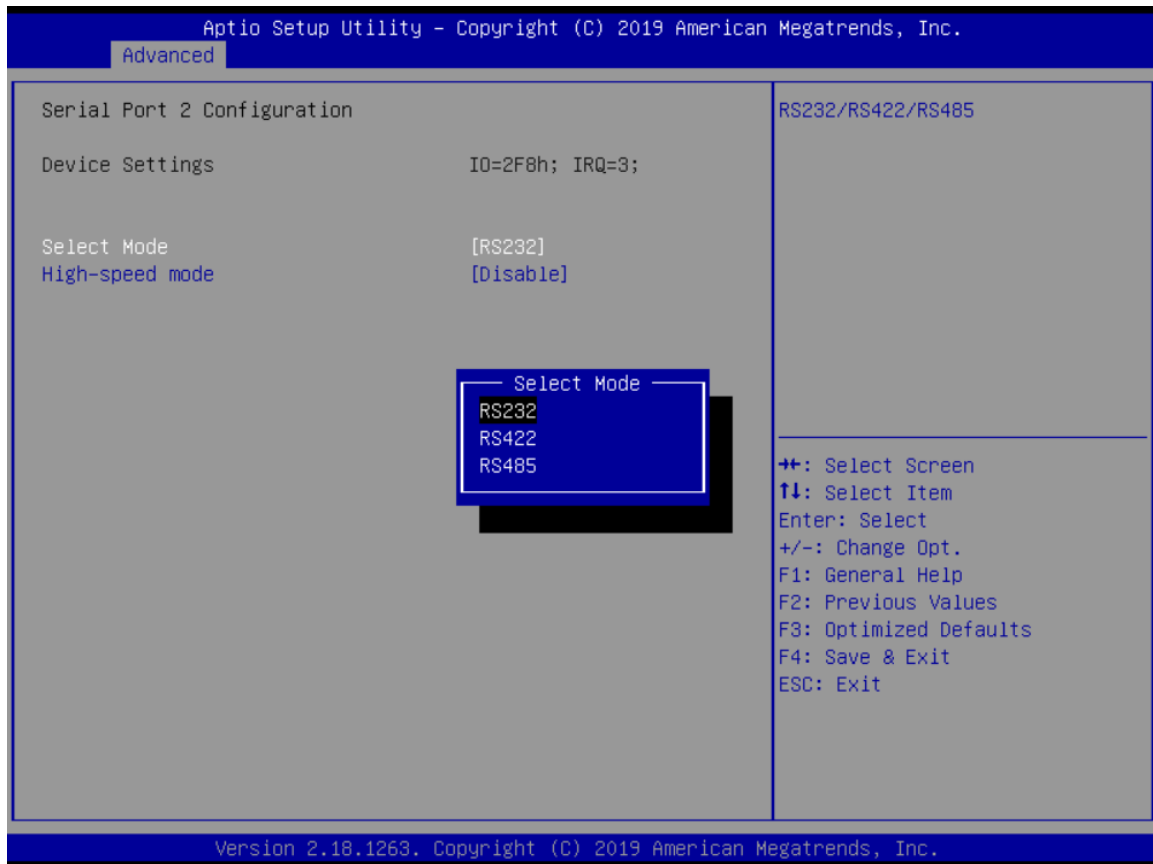 Aptio Setup Utility – Copyright (C) 2019 American Megatrends, Inc.
Advanced
Serial Port 2 Configuration
Device Settings IO=2F8h; IRQ=3;
Select Mode [RS232]
High-speed mode [Disable]
Select Mode
RS232
RS422
RS485
RS232/RS422/RS485
→←: Select Screen
↑↓: Select Item
Enter: Select
+/-: Change Opt.
F1: General Help
F2: Previous Values
F3: Optimized Defaults
F4: Save & Exit
ESC: Exit
Version 2.18.1263. Copyright (C) 2019 American Megatrends, Inc.